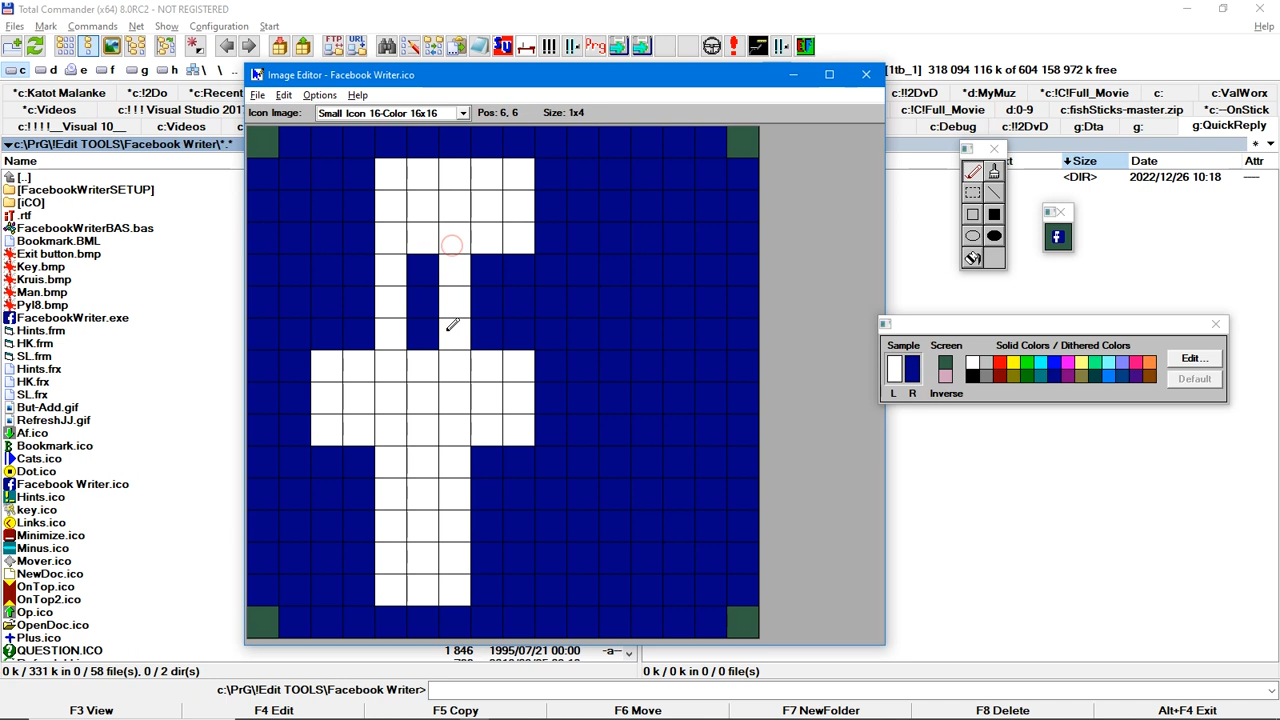 Total Commander (x64) 8.0RC2 - NOT REGISTERED
Files Mark Commands Net Show Configuration Start Help
FTP URL Prg
c d e f g h \ .. [1tb_1] 318 094 116 k of 604 158 972 k free
*c:Katot Malanke *c:!2Do *c:Recent c:!!2DvD *d:MyMuz *c:!C!Full_Movie c: c:ValWorx
*c:Videos c:! ! ! Visual Studio 201 c:!C!Full_Movie d:0-9 c:fishSticks-master.zip *c:--OnStick
c:! ! ! !__Visual 10__ c:Videos c:Debug c:!!2DvD g:Dta g: g:QuickReply
c:\PrG\!Edit TOOLS\Facebook Writer\*.*
Name
[..]
[FacebookWriterSETUP]
[iCO]
.rtf
FacebookWriterBAS.bas
Bookmark.BML
Exit button.bmp
Key.bmp
Kruis.bmp
Man.bmp
Pyl8.bmp
FacebookWriter.exe
Hints.frm
HK.frm
SL.frm
Hints.frx
HK.frx
SL.frx
But-Add.gif
RefreshJJ.gif
Af.ico
Bookmark.ico
Cats.ico
Dot.ico
Facebook Writer.ico
Hints.ico
key.ico
Links.ico
Minimize.ico
Minus.ico
Mover.ico
NewDoc.ico
OnTop.ico
OnTop2.ico
Op.ico
OpenDoc.ico
Plus.ico
QUESTION.ICO 1 846 1995/07/21 00:00 -a--
Image Editor - Facebook Writer.ico
File Edit Options Help
Icon Image: Small Icon 16-Color 16x16 Pos: 6, 6 Size: 1x4
Size Date Attr
<DIR> 2022/12/26 10:18 ----
Sample Screen Solid Colors / Dithered Colors
Edit...
Default
L R Inverse
0 k / 331 k in 0 / 58 file(s), 0 / 2 dir(s) 0 k / 0 k in 0 / 0 file(s)
c:\PrG\!Edit TOOLS\Facebook Writer>
F3 View F4 Edit F5 Copy F6 Move F7 NewFolder F8 Delete Alt+F4 Exit